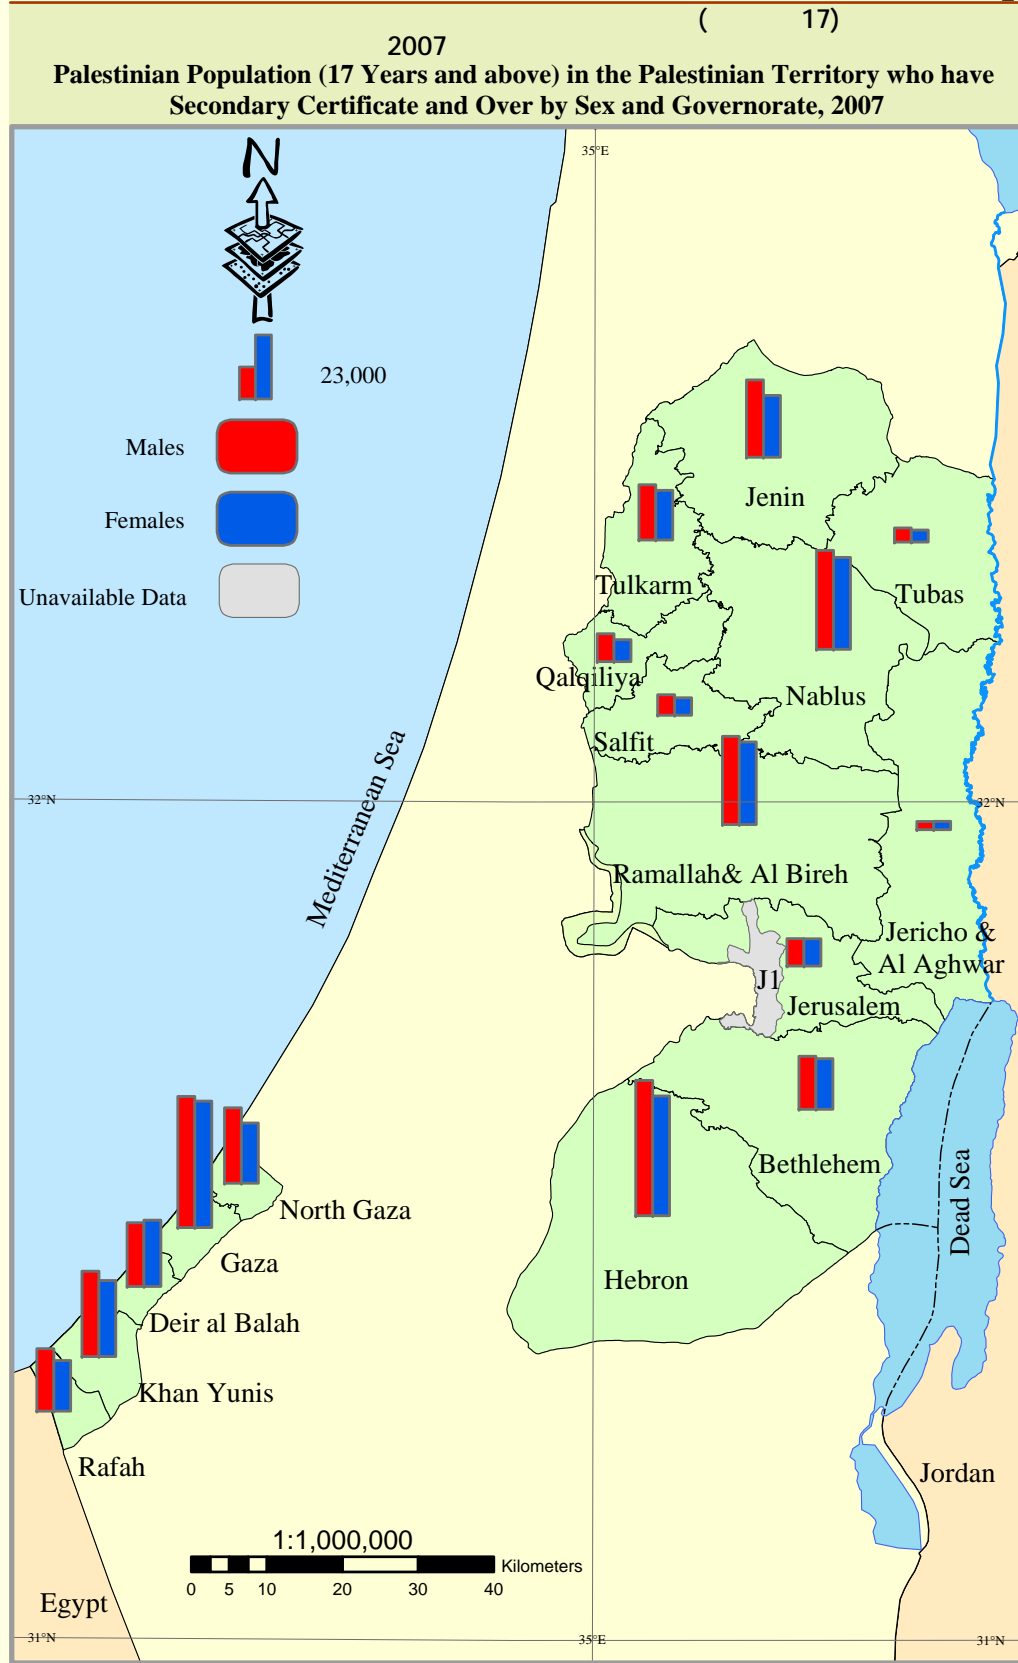 ( 17)
2007
Palestinian Population (17 Years and above) in the Palestinian Territory who have
Secondary Certificate and Over by Sex and Governorate, 2007
35°E
N
23,000
Males
Females
Unavailable Data
Jenin
Tulkarm
Tubas
Qalqiliya
Nablus
Salfit
Mediterranean Sea
32°N
32°N
Ramallah& Al Bireh
Jericho &
Al Aghwar
J1
Jerusalem
Bethlehem
Dead Sea
North Gaza
Gaza
Hebron
Deir al Balah
Khan Yunis
Rafah
Jordan
1:1,000,000
Kilometers
0 5 10 20 30 40
Egypt
31°N
35°E
31°N